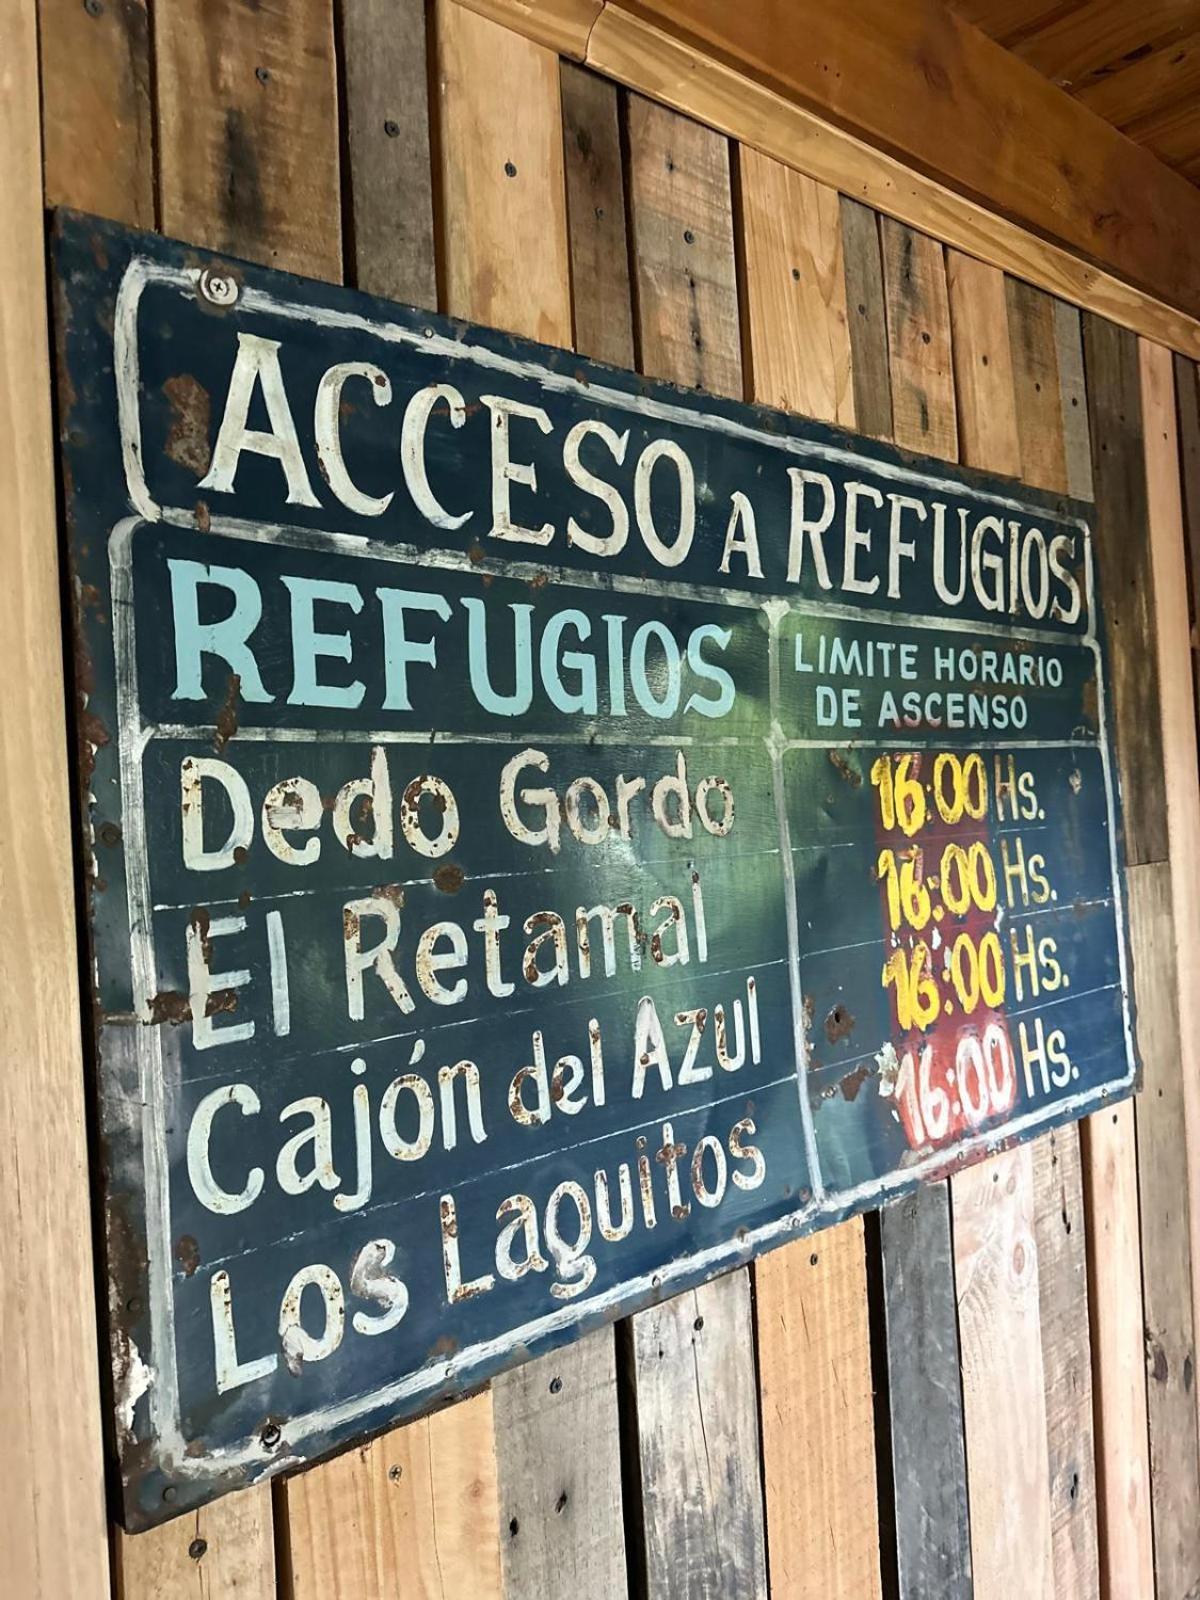 ACCESO A REFUGIOS
REFUGIOS
LIMITE HORARIO
DE ASCENSO
Dedo Gordo 16:00 Hs.
El Retamal 16:00 Hs.
Cajón del Azul 16:00 Hs.
Los Laguitos 16:00 Hs.